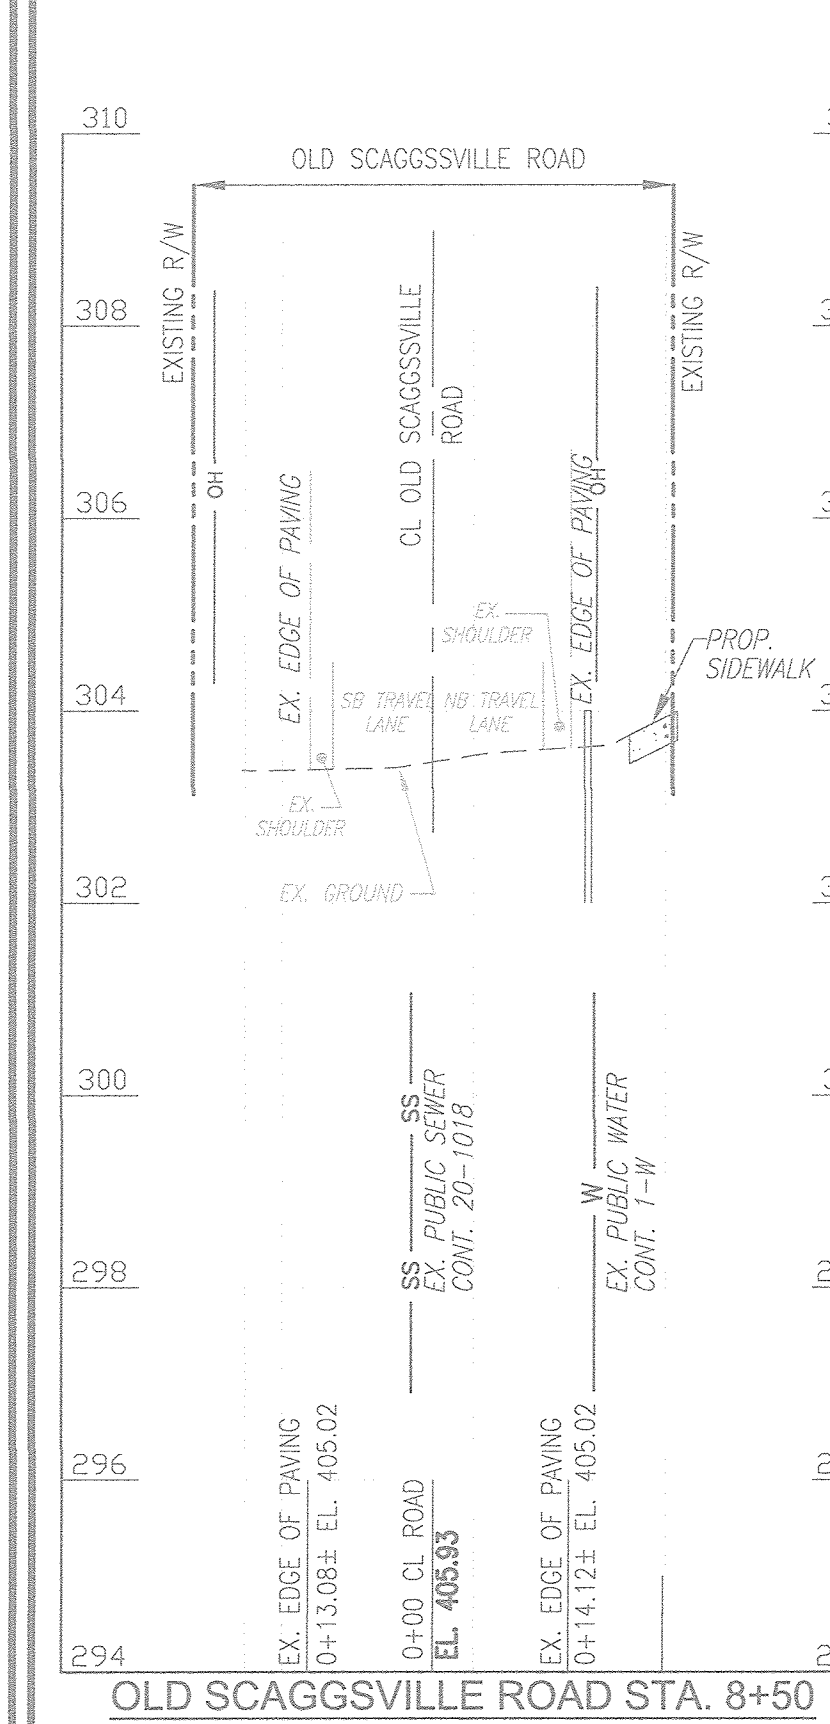 310
OLD SCAGGSSVILLE ROAD
EXISTING R/W
EXISTING R/W
308
CL OLD SCAGGSSVILLE
ROAD
306
OH
OH
EX. EDGE OF PAVING
EX. EDGE OF PAVING
EX.
SHOULDER
PROP.
SIDEWALK
304
SB TRAVEL
LANE
NB TRAVEL
LANE
EX.
SHOULDER
302
EX. GROUND
300
SS
SS
EX. PUBLIC SEWER
CONT. 20-1018
W
EX. PUBLIC WATER
CONT. 1-W
298
296
EX. EDGE OF PAVING
0+13.08± EL. 405.02
0+00 CL ROAD
EL. 405.93
EX. EDGE OF PAVING
0+14.12± EL. 405.02
294
OLD SCAGGSVILLE ROAD STA. 8+50